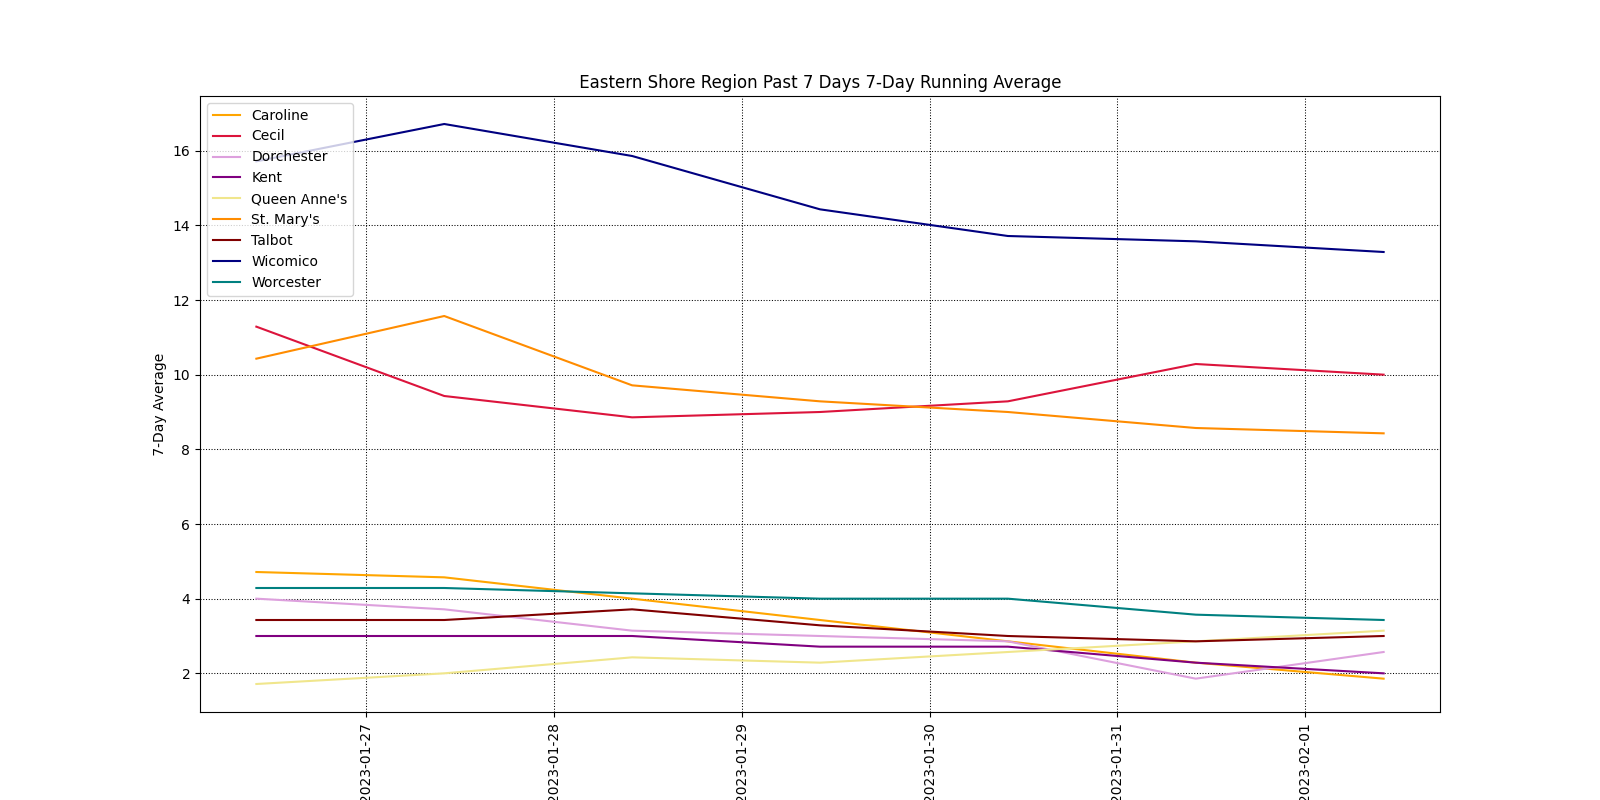 Eastern Shore Region Past 7 Days 7-Day Running Average
Caroline
Cecil
Dorchester
Kent
Queen Anne's
St. Mary's
Talbot
Wicomico
Worcester
7-Day Average
16
14
12
10
8
6
4
2
2023-01-27
2023-01-28
2023-01-29
2023-01-30
2023-01-31
2023-02-01